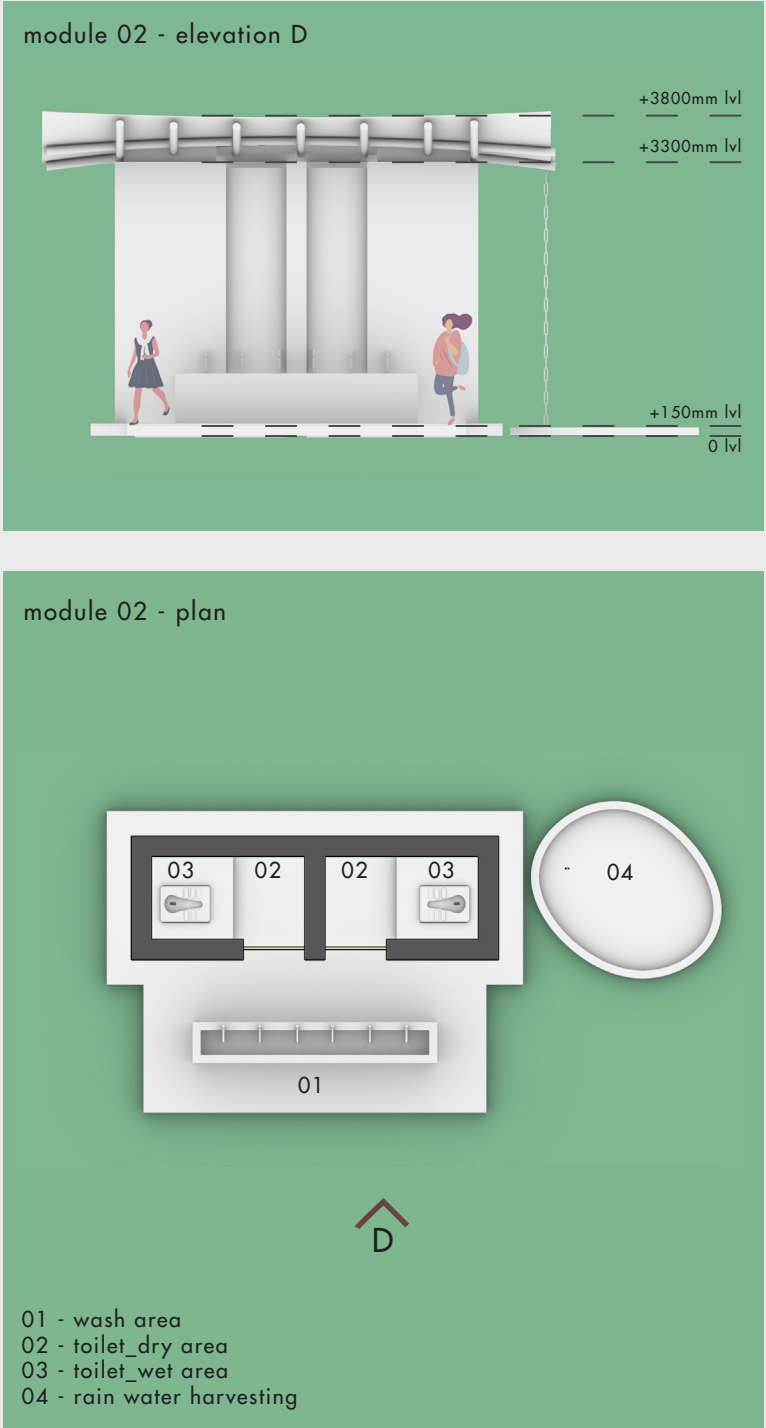 module 02 - elevation D
+3800mm lvl
+3300mm lvl
+150mm lvl
0 lvl
module 02 - plan
03
02
02
03
04
01
D
01 - wash area
02 - toilet_dry area
03 - toilet_wet area
04 - rain water harvesting